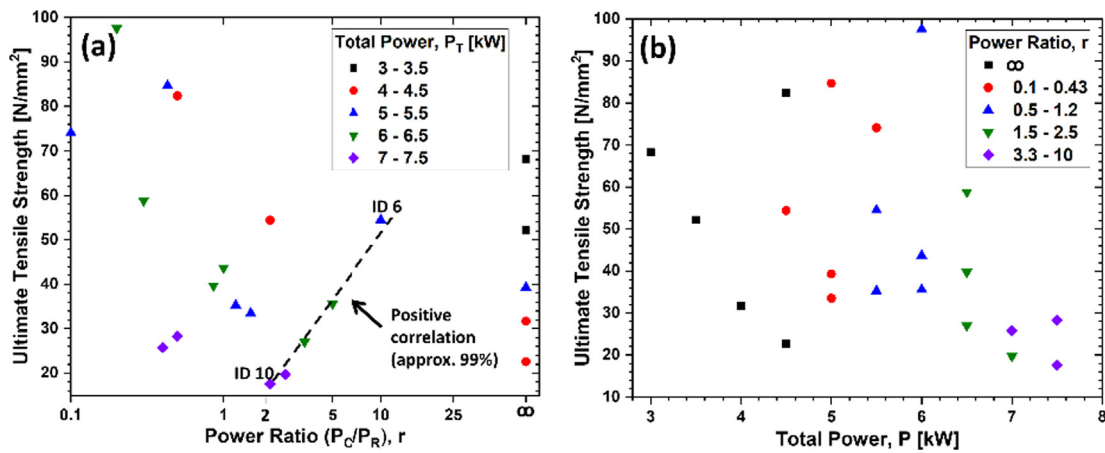 (a)
Total Power, P_T [kW]
3 - 3.5
4 - 4.5
5 - 5.5
6 - 6.5
7 - 7.5
Ultimate Tensile Strength [N/mm²]
100
90
80
70
60
50
40
30
20
ID 6
Positive
correlation
(approx. 99%)
ID 10
0.1
1
2
5
10
25
∞
Power Ratio (P_C/P_R), r
(b)
Power Ratio, r
∞
0.1 - 0.43
0.5 - 1.2
1.5 - 2.5
3.3 - 10
Ultimate Tensile Strength [N/mm²]
100
90
80
70
60
50
40
30
20
10
3
4
5
6
7
8
Total Power, P [kW]